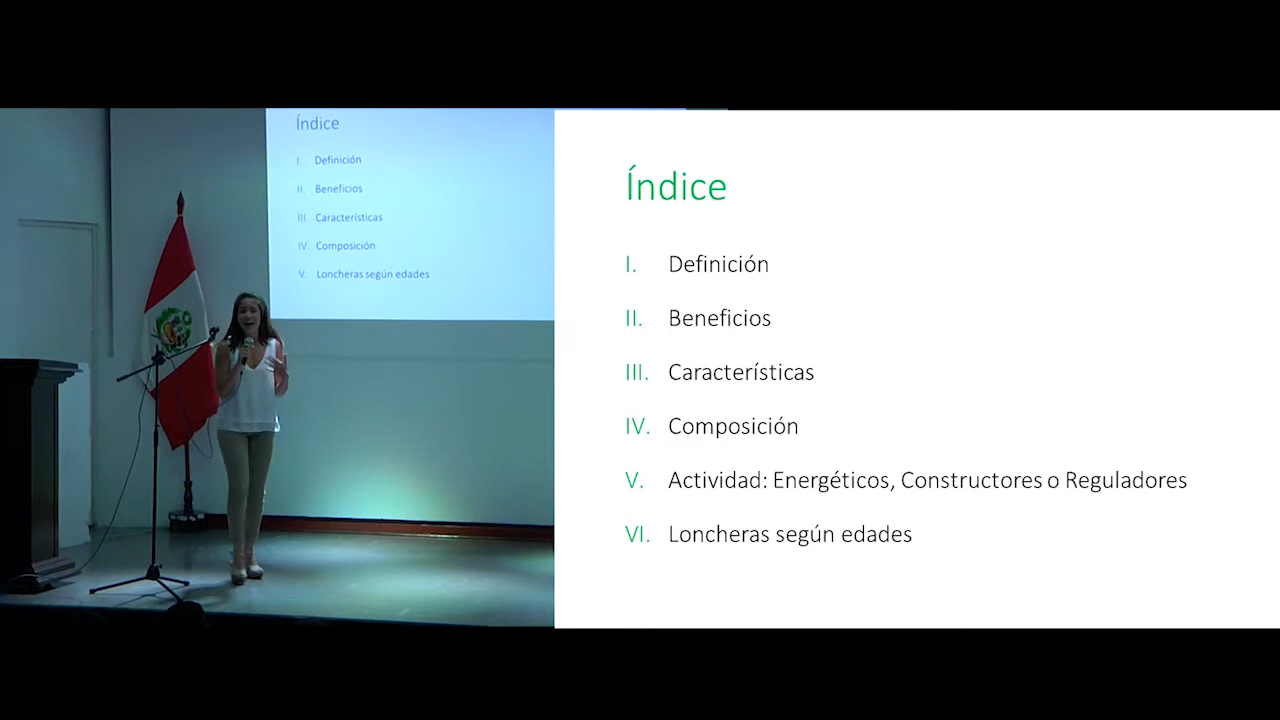 Índice
I. Definición
II. Beneficios
III. Características
IV. Composición
V. Loncheras según edades
Índice
I. Definición
II. Beneficios
III. Características
IV. Composición
V. Actividad: Energéticos, Constructores o Reguladores
VI. Loncheras según edades